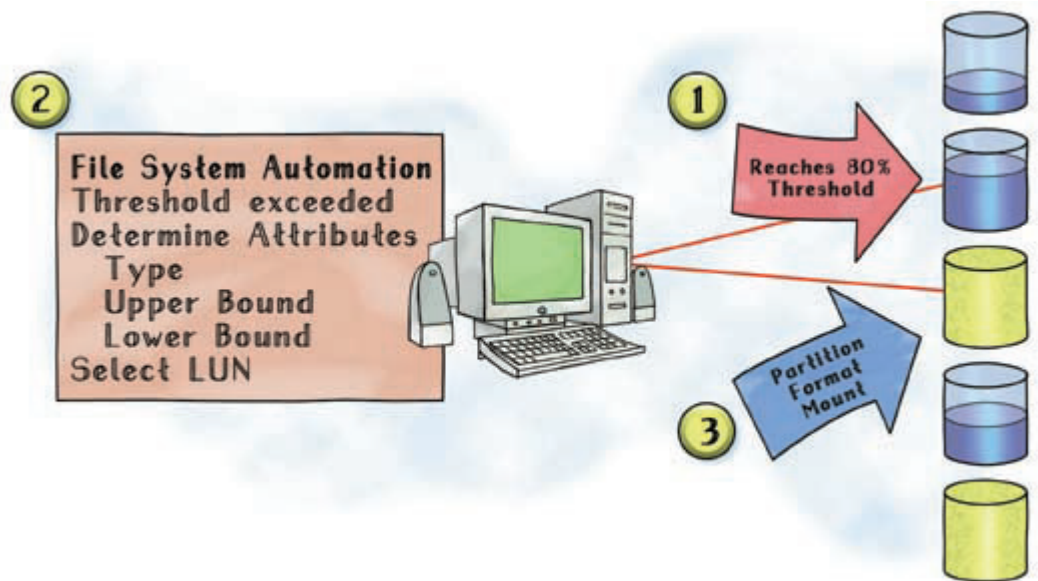 1
Reaches 80%
Threshold
2
File System Automation
Threshold exceeded
Determine Attributes
Type
Upper Bound
Lower Bound
Select LUN
3
Partition
Format
Mount